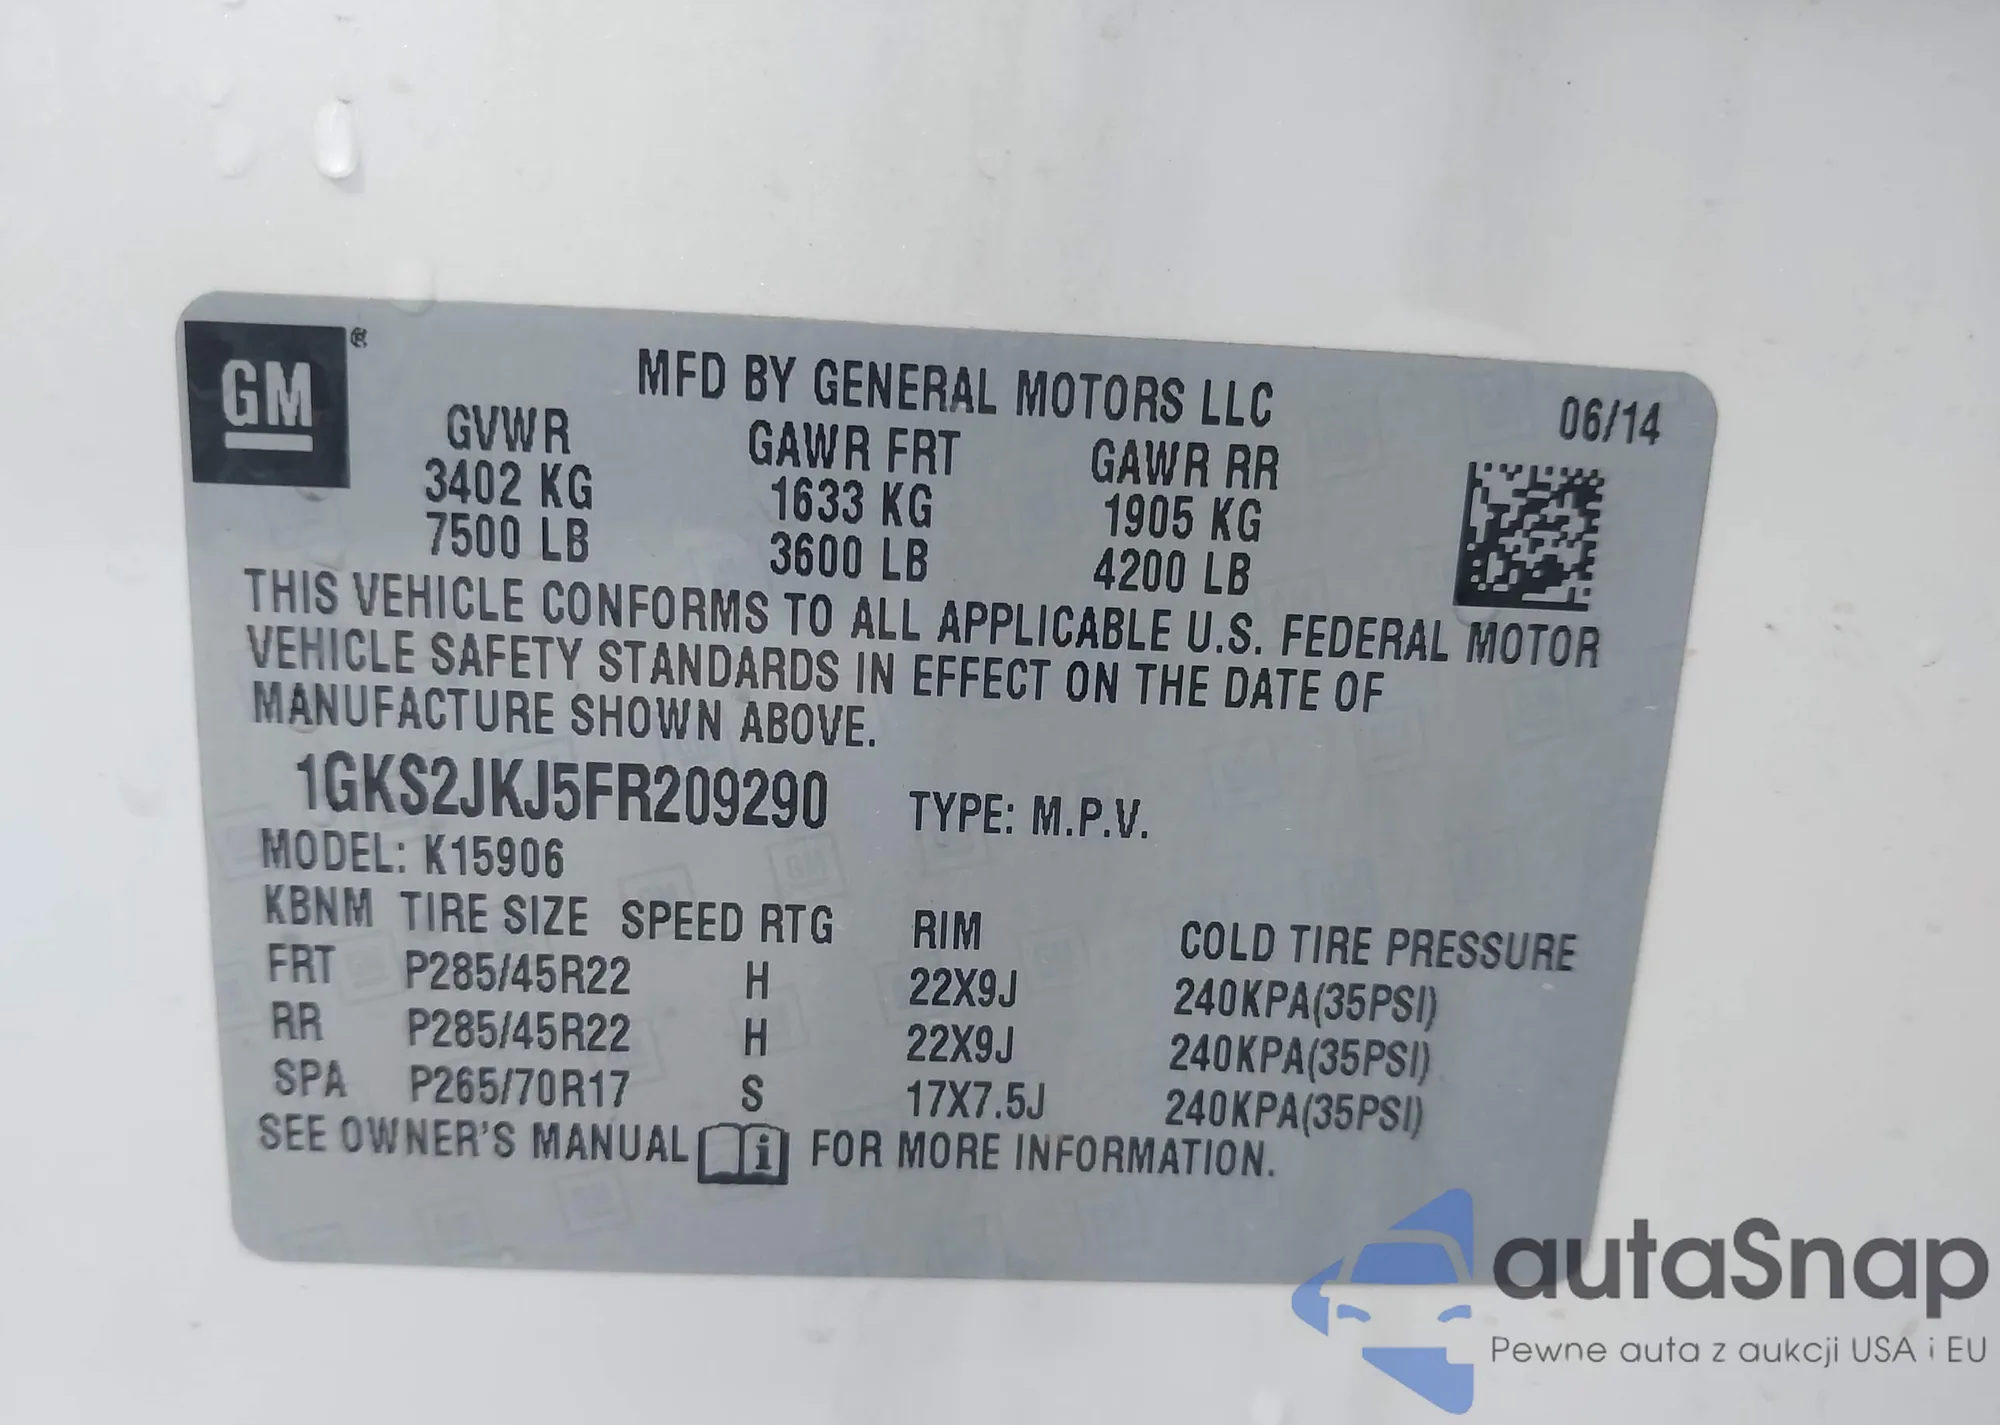 GM ®
MFD BY GENERAL MOTORS LLC 06/14
GVWR GAWR FRT GAWR RR
3402 KG 1633 KG 1905 KG
7500 LB 3600 LB 4200 LB
THIS VEHICLE CONFORMS TO ALL APPLICABLE U.S. FEDERAL MOTOR
VEHICLE SAFETY STANDARDS IN EFFECT ON THE DATE OF
MANUFACTURE SHOWN ABOVE.
1GKS2JKJ5FR209290 TYPE: M.P.V.
MODEL: K15906
KBNM TIRE SIZE SPEED RTG RIM COLD TIRE PRESSURE
FRT P285/45R22 H 22X9J 240KPA(35PSI)
RR P285/45R22 H 22X9J 240KPA(35PSI)
SPA P265/70R17 S 17X7.5J 240KPA(35PSI)
SEE OWNER'S MANUAL i FOR MORE INFORMATION.
autaSnap
Pewne auta z aukcji USA i EU